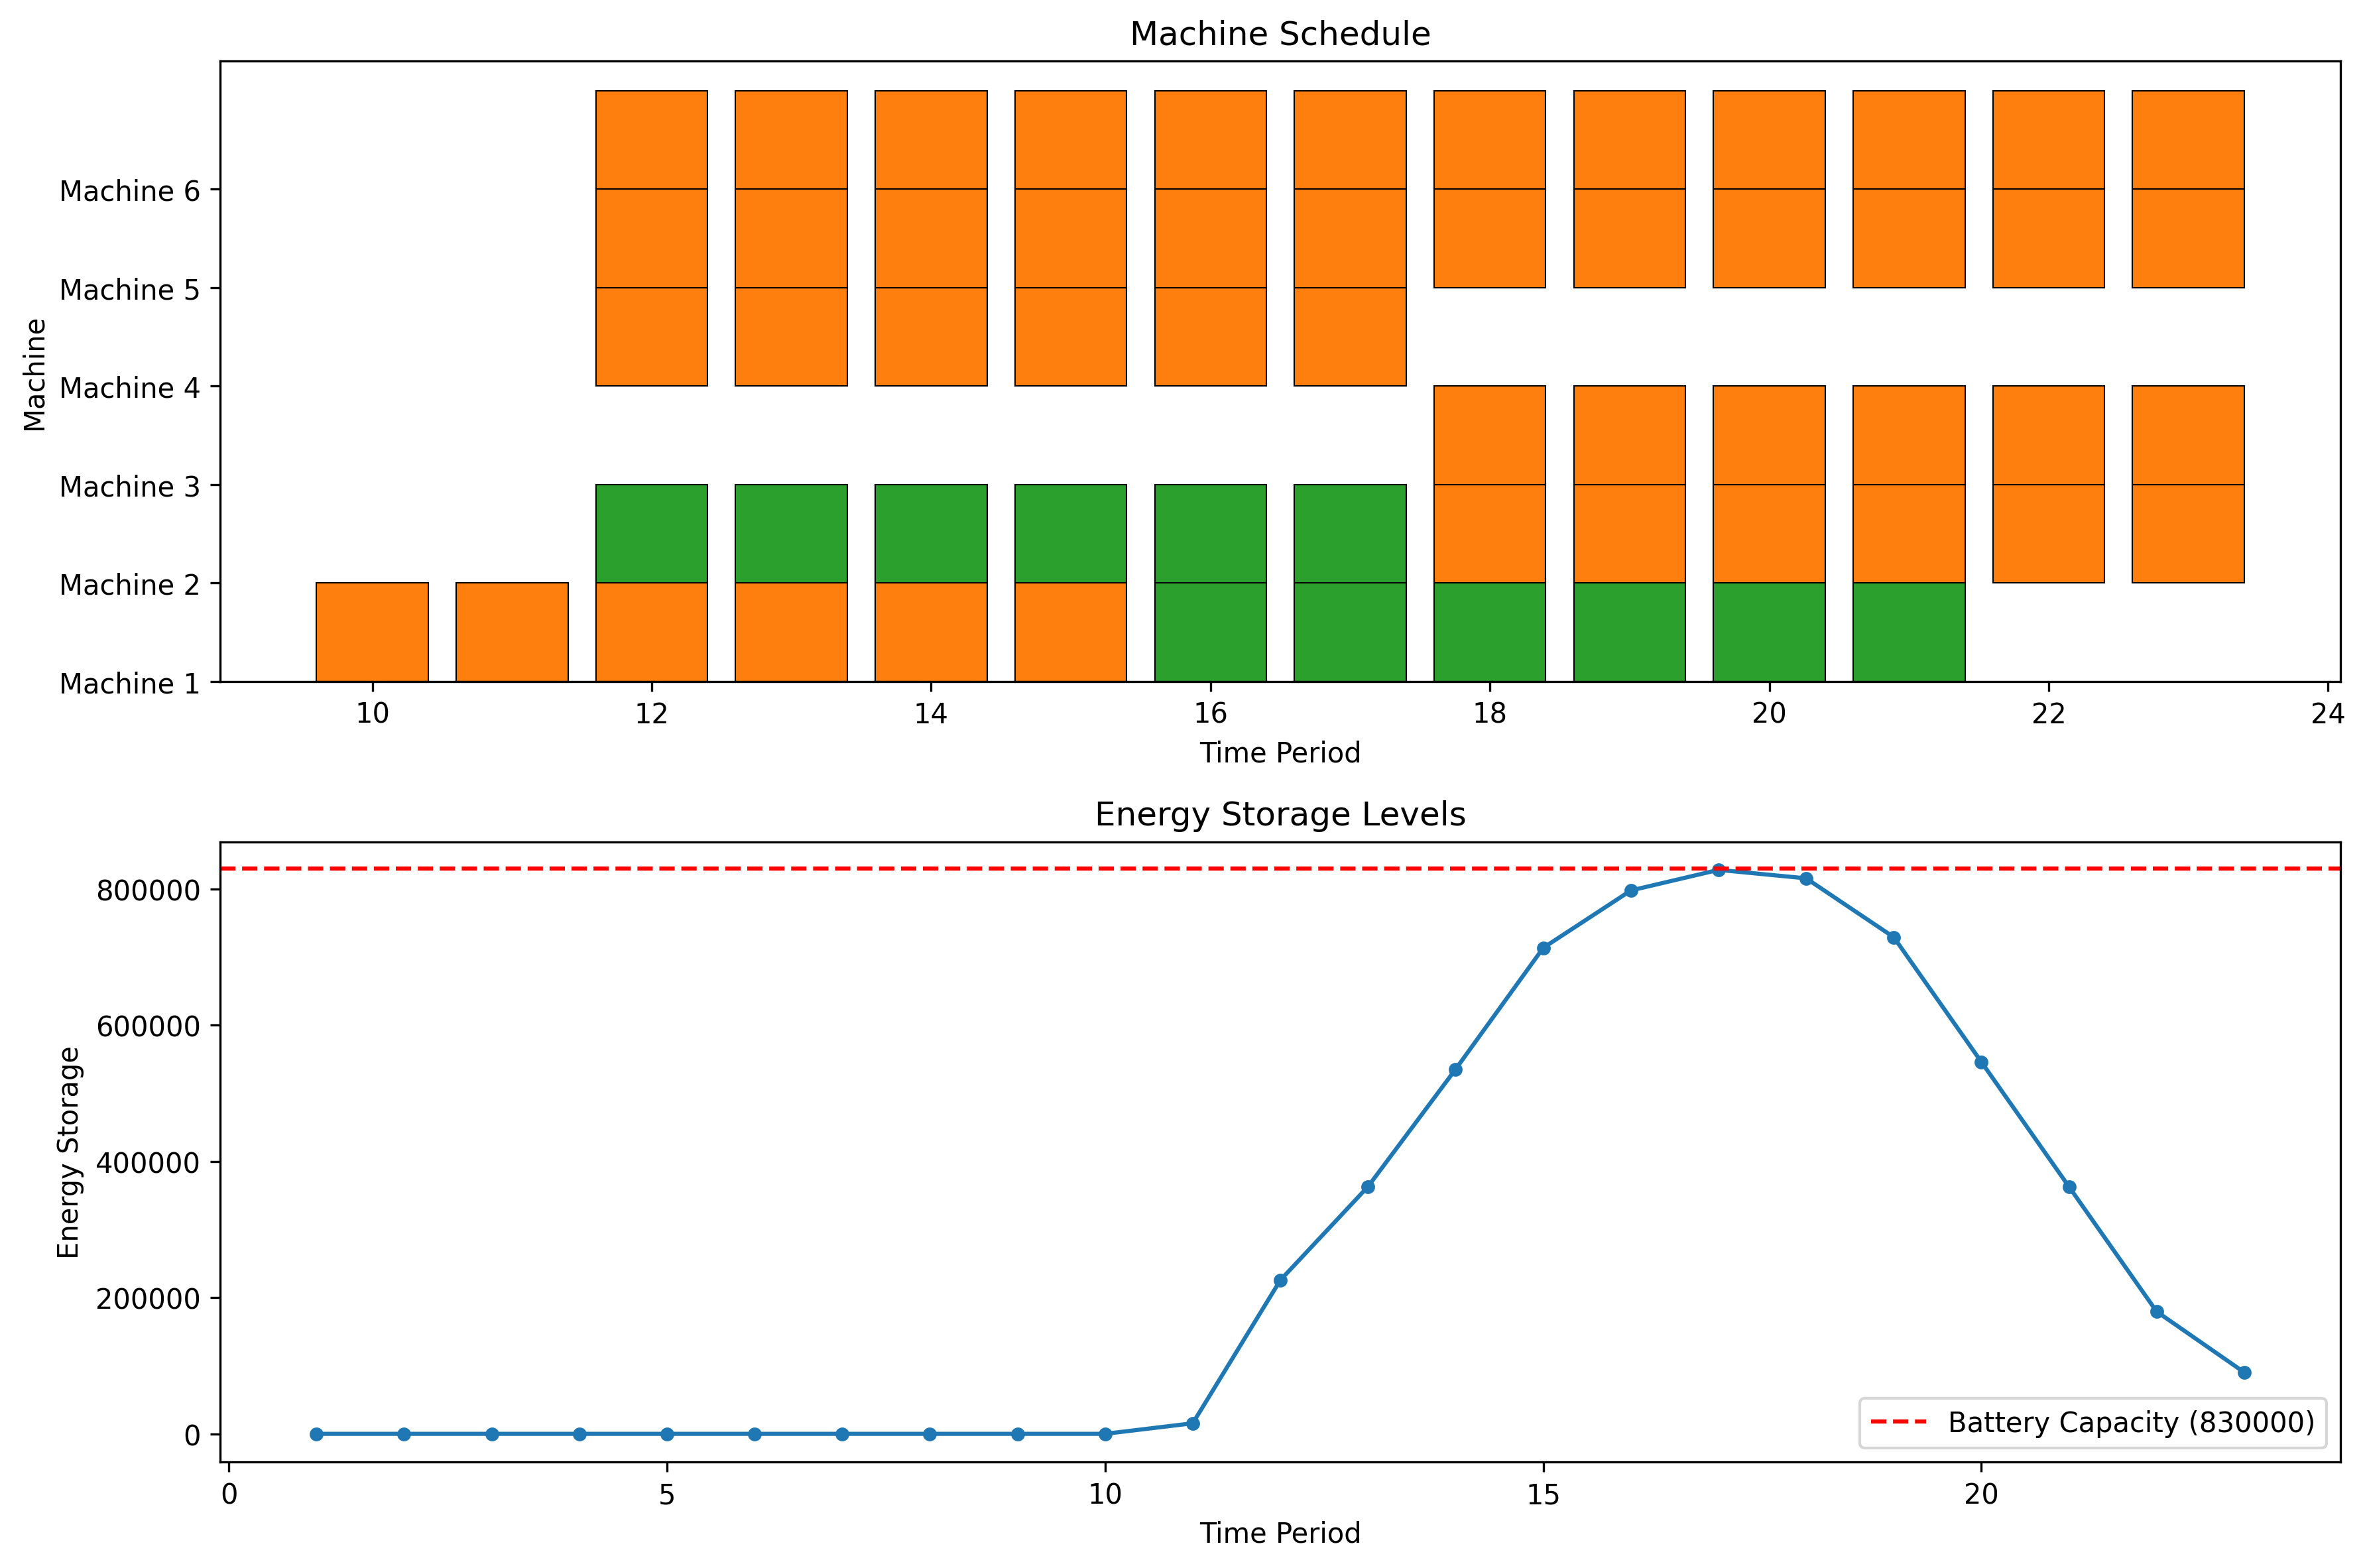 Machine Schedule
Machine 6
Machine 5
Machine 4
Machine 3
Machine 2
Machine 1
Machine
10 12 14 16 18 20 22 24
Time Period
Energy Storage Levels
800000
600000
400000
200000
0
Energy Storage
Battery Capacity (830000)
0 5 10 15 20
Time Period